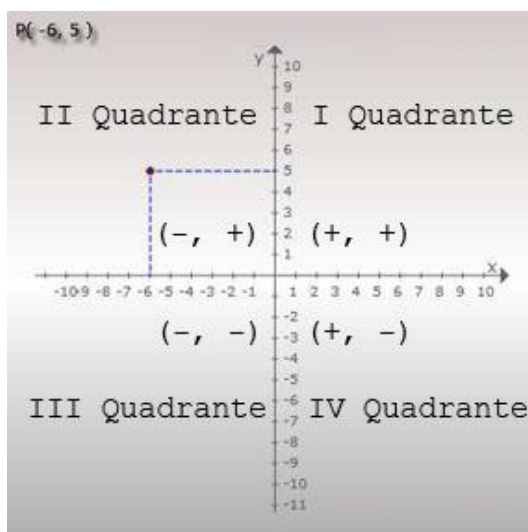 P( -6, 5 )
y
10
9
8
7
6
5
4
3
2
1
II Quadrante I Quadrante
(-, +) (+, +)
x
-10-9 -8 -7 -6 -5 -4 -3 -2 -1 1 2 3 4 5 6 7 8 9 10
(-, -) (+, -)
III Quadrante IV Quadrante
-2
-3
-4
-5
-6
-7
-8
-9
-10
-11